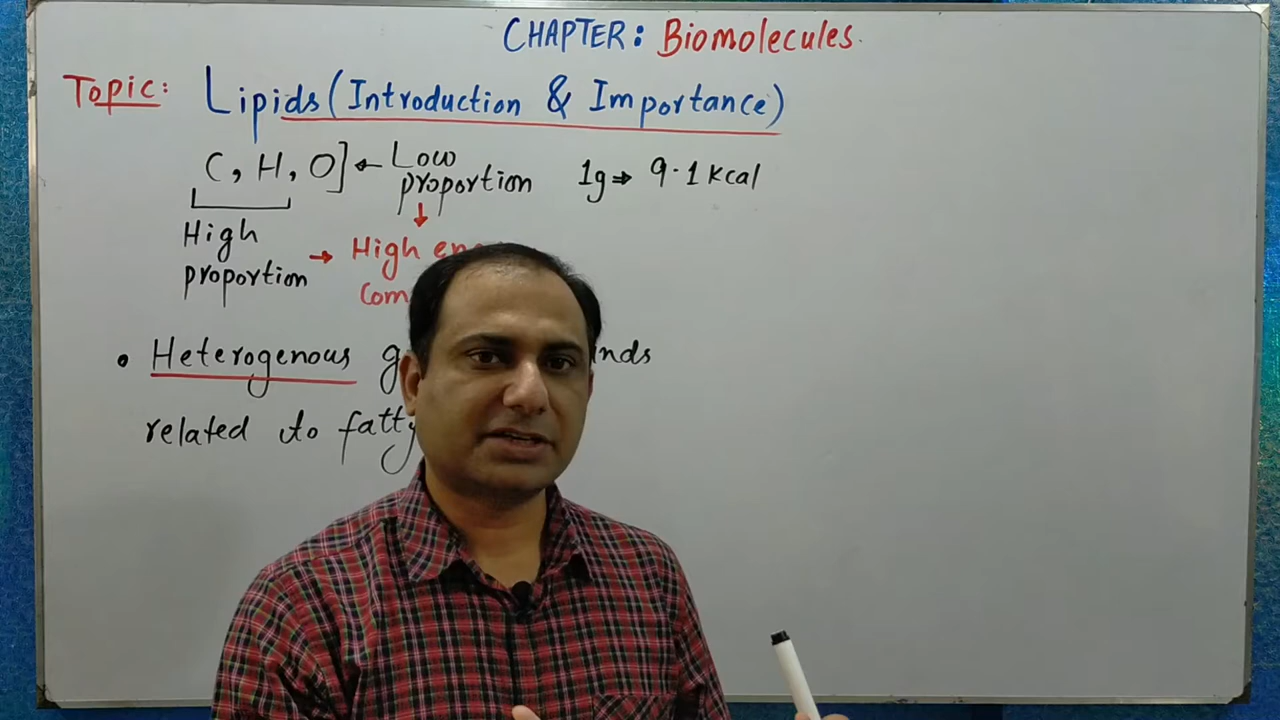 CHAPTER: Biomolecules.
Topic: Lipids (Introduction & Importance)
C, H, O] ← Low proportion
1g → 9.1 kcal
High proportion → High
• Heterogenous
related to